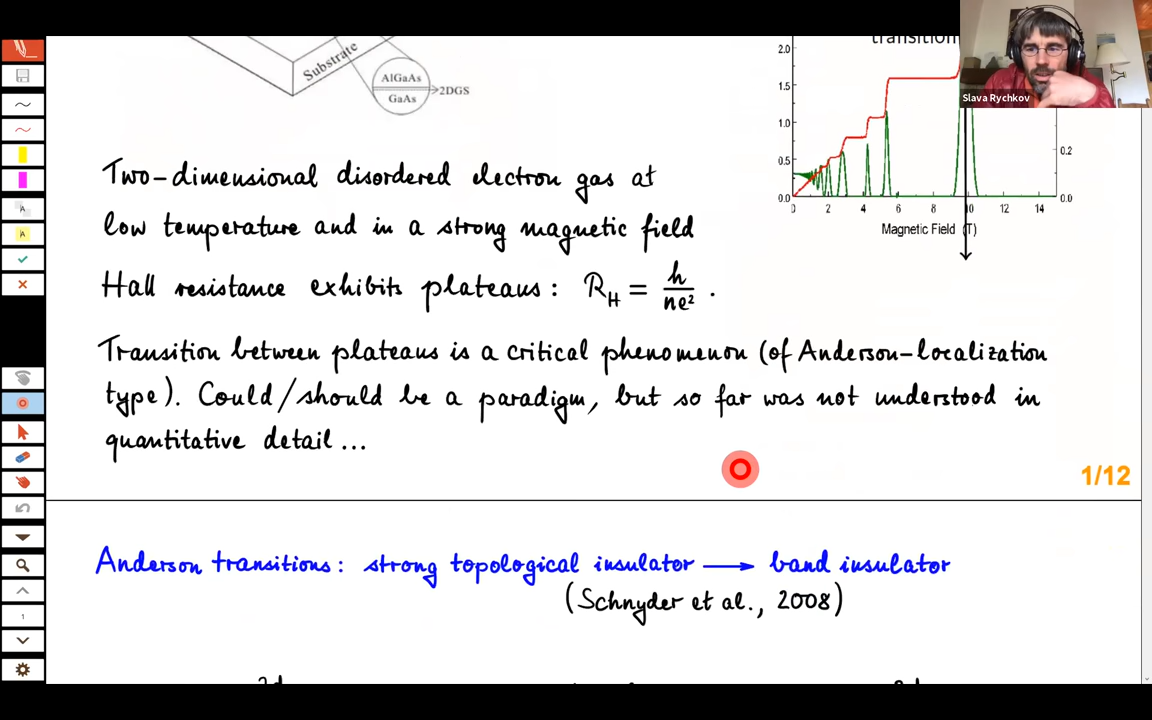 Substrate
AlGaAs
GaAs
2DGS
transition
Slava Rychkov
2.0
1.5
1.0
0.5
0.0
0.2
0.0
0 2 4 6 8 10 12 14
Magnetic Field (T)
Two-dimensional disordered electron gas at
low temperature and in a strong magnetic field
Hall resistance exhibits plateaus: R_H = h/ne² .
Transition between plateaus is a critical phenomenon (of Anderson-localization
type). Could/should be a paradigm, but so far was not understood in
quantitative detail ...
1/12
Anderson transitions: strong topological insulator → band insulator
(Schnyder et al., 2008)
1